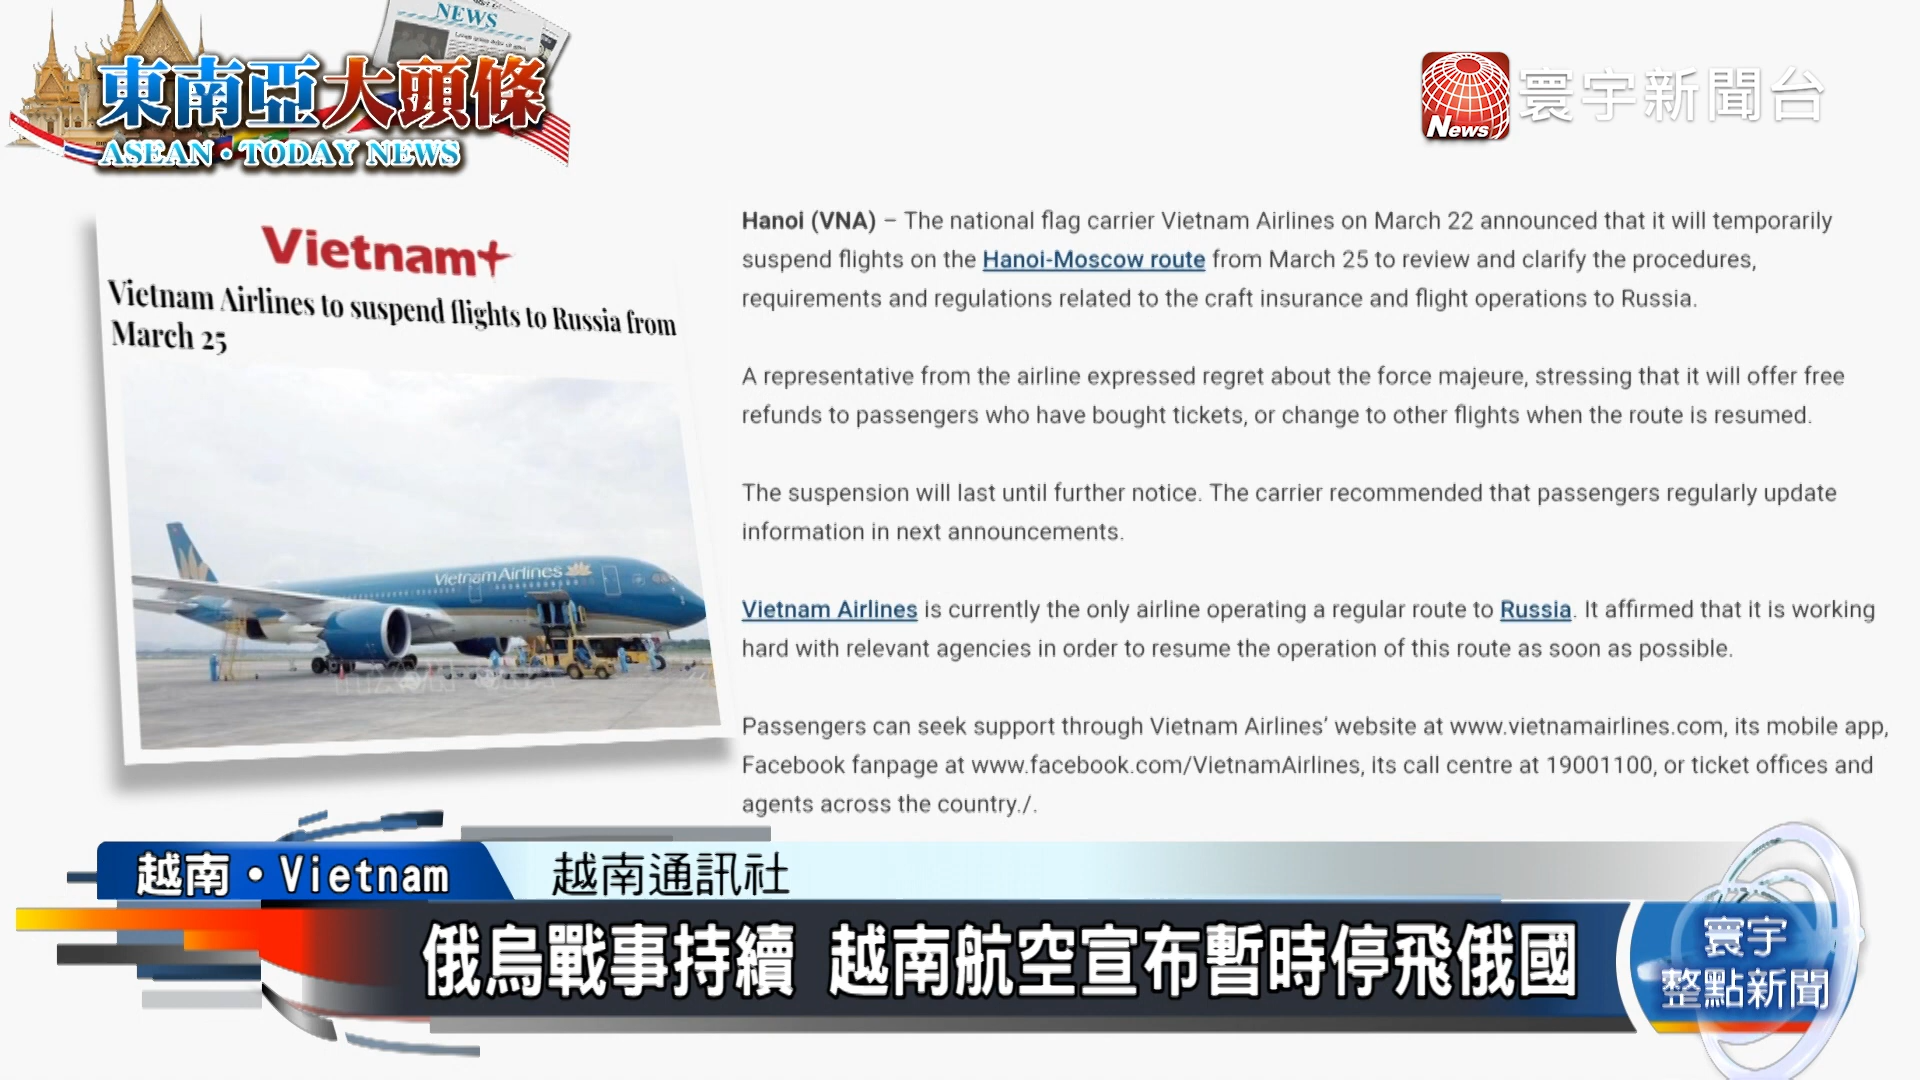 NEWS
東南亞大頭條
ASEAN·TODAY NEWS
News
寰宇新聞台
Vietnam+
Vietnam Airlines to suspend flights to Russia from
March 25
Vietnam Airlines
Hanoi (VNA) – The national flag carrier Vietnam Airlines on March 22 announced that it will temporarily
suspend flights on the Hanoi-Moscow route from March 25 to review and clarify the procedures,
requirements and regulations related to the craft insurance and flight operations to Russia.
A representative from the airline expressed regret about the force majeure, stressing that it will offer free
refunds to passengers who have bought tickets, or change to other flights when the route is resumed.
The suspension will last until further notice. The carrier recommended that passengers regularly update
information in next announcements.
Vietnam Airlines is currently the only airline operating a regular route to Russia. It affirmed that it is working
hard with relevant agencies in order to resume the operation of this route as soon as possible.
Passengers can seek support through Vietnam Airlines’ website at www.vietnamairlines.com, its mobile app,
Facebook fanpage at www.facebook.com/VietnamAirlines, its call centre at 19001100, or ticket offices and
agents across the country./.
越南·Vietnam
越南通訊社
俄烏戰事持續 越南航空宣布暫時停飛俄國
寰宇
整點新聞